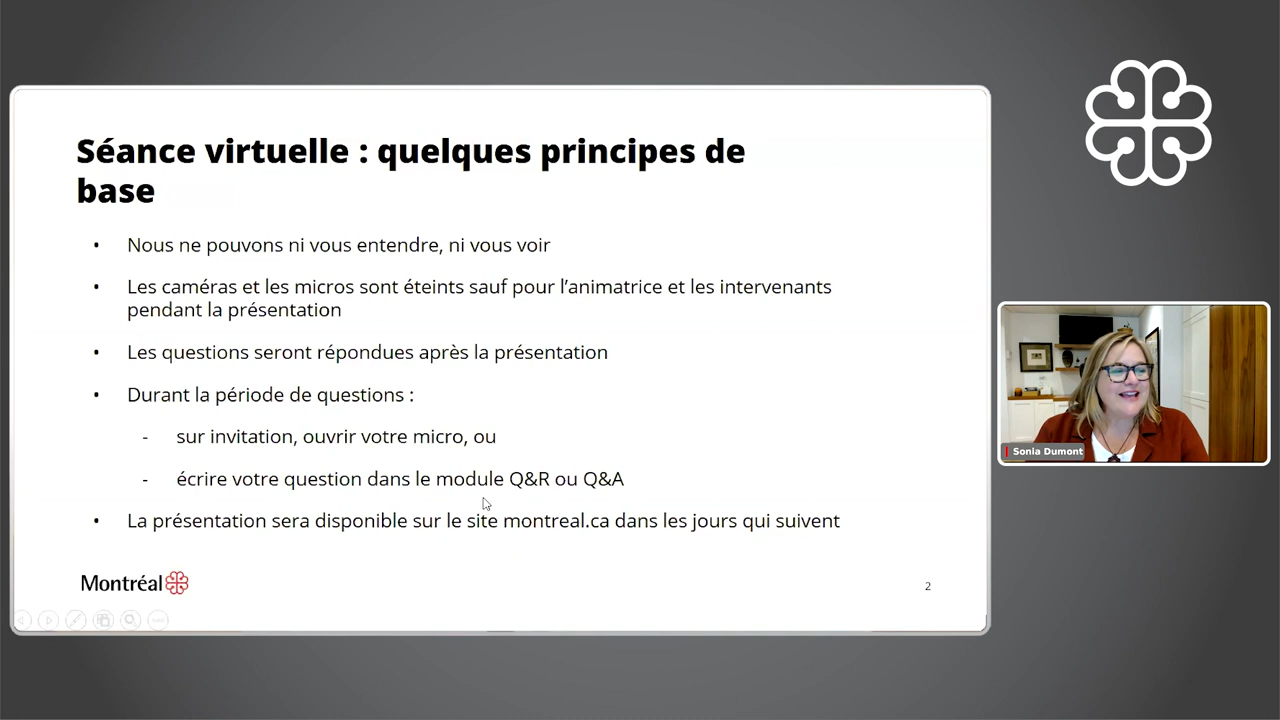 Séance virtuelle : quelques principes de
base
• Nous ne pouvons ni vous entendre, ni vous voir
• Les caméras et les micros sont éteints sauf pour l’animatrice et les intervenants
pendant la présentation
• Les questions seront répondues après la présentation
• Durant la période de questions :
- sur invitation, ouvrir votre micro, ou
- écrire votre question dans le module Q&R ou Q&A
• La présentation sera disponible sur le site montreal.ca dans les jours qui suivent
Montréal
2
Sonia Dumont